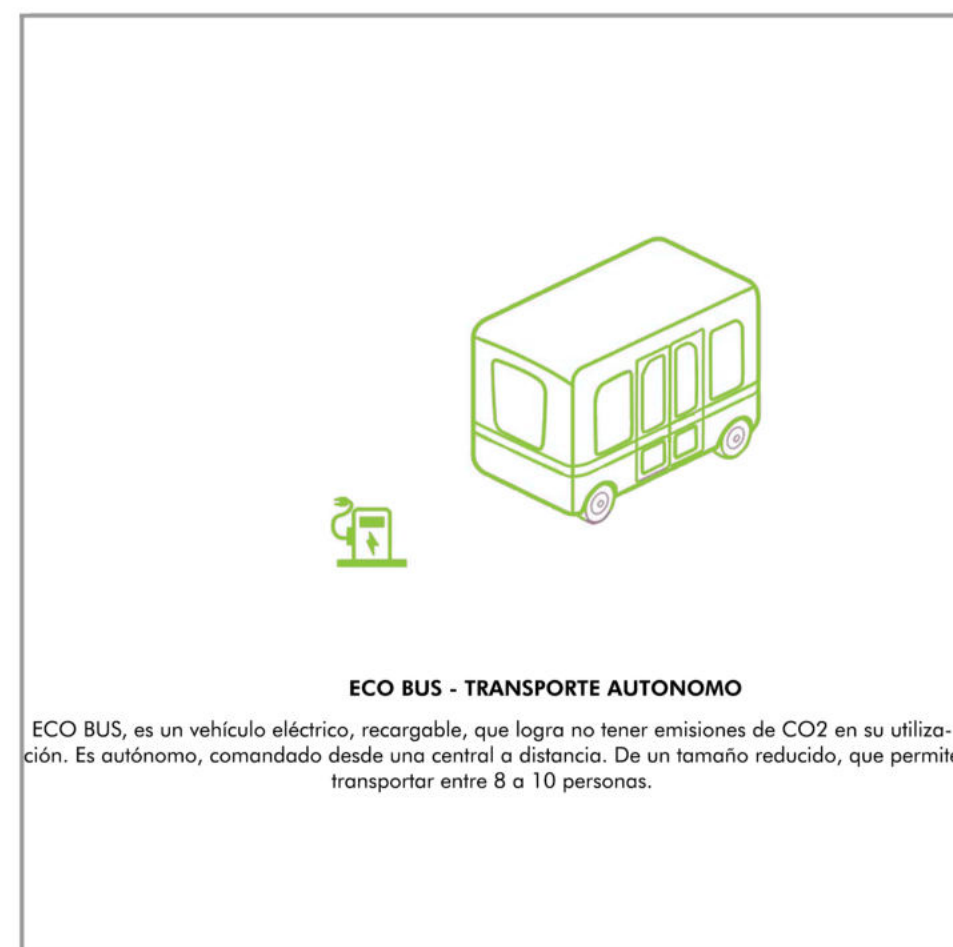 ECO BUS - TRANSPORTE AUTONOMO
ECO BUS, es un vehículo eléctrico, recargable, que logra no tener emisiones de CO2 en su utiliza-
ción. Es autónomo, comandado desde una central a distancia. De un tamaño reducido, que permite
transportar entre 8 a 10 personas.